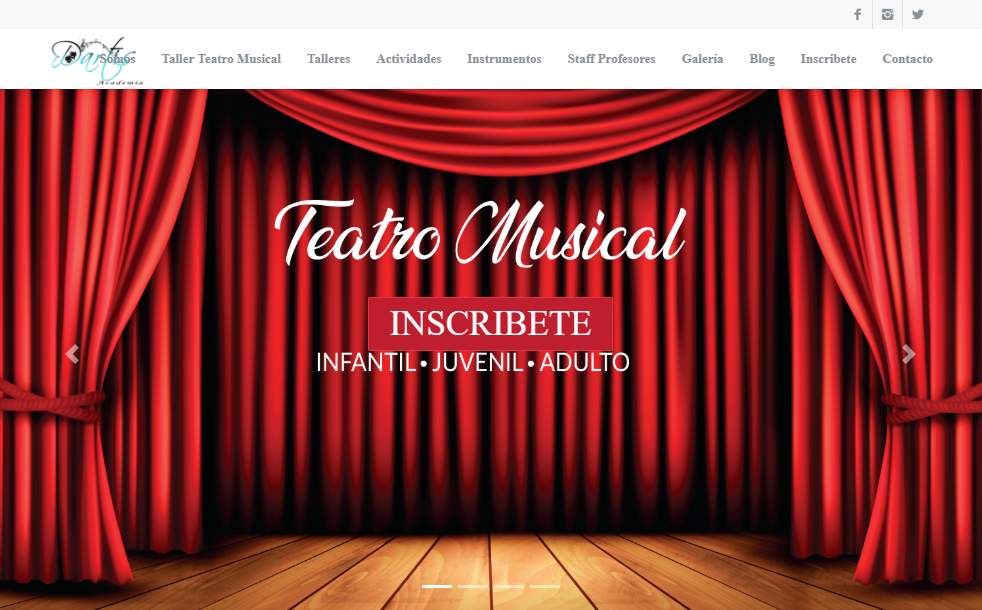 Somos Taller Teatro Musical Talleres Actividades Instrumentos Staff Profesores Galería Blog Inscribete Contacto
Academia
Teatro Musical
INSCRIBETE
INFANTIL • JUVENIL • ADULTO